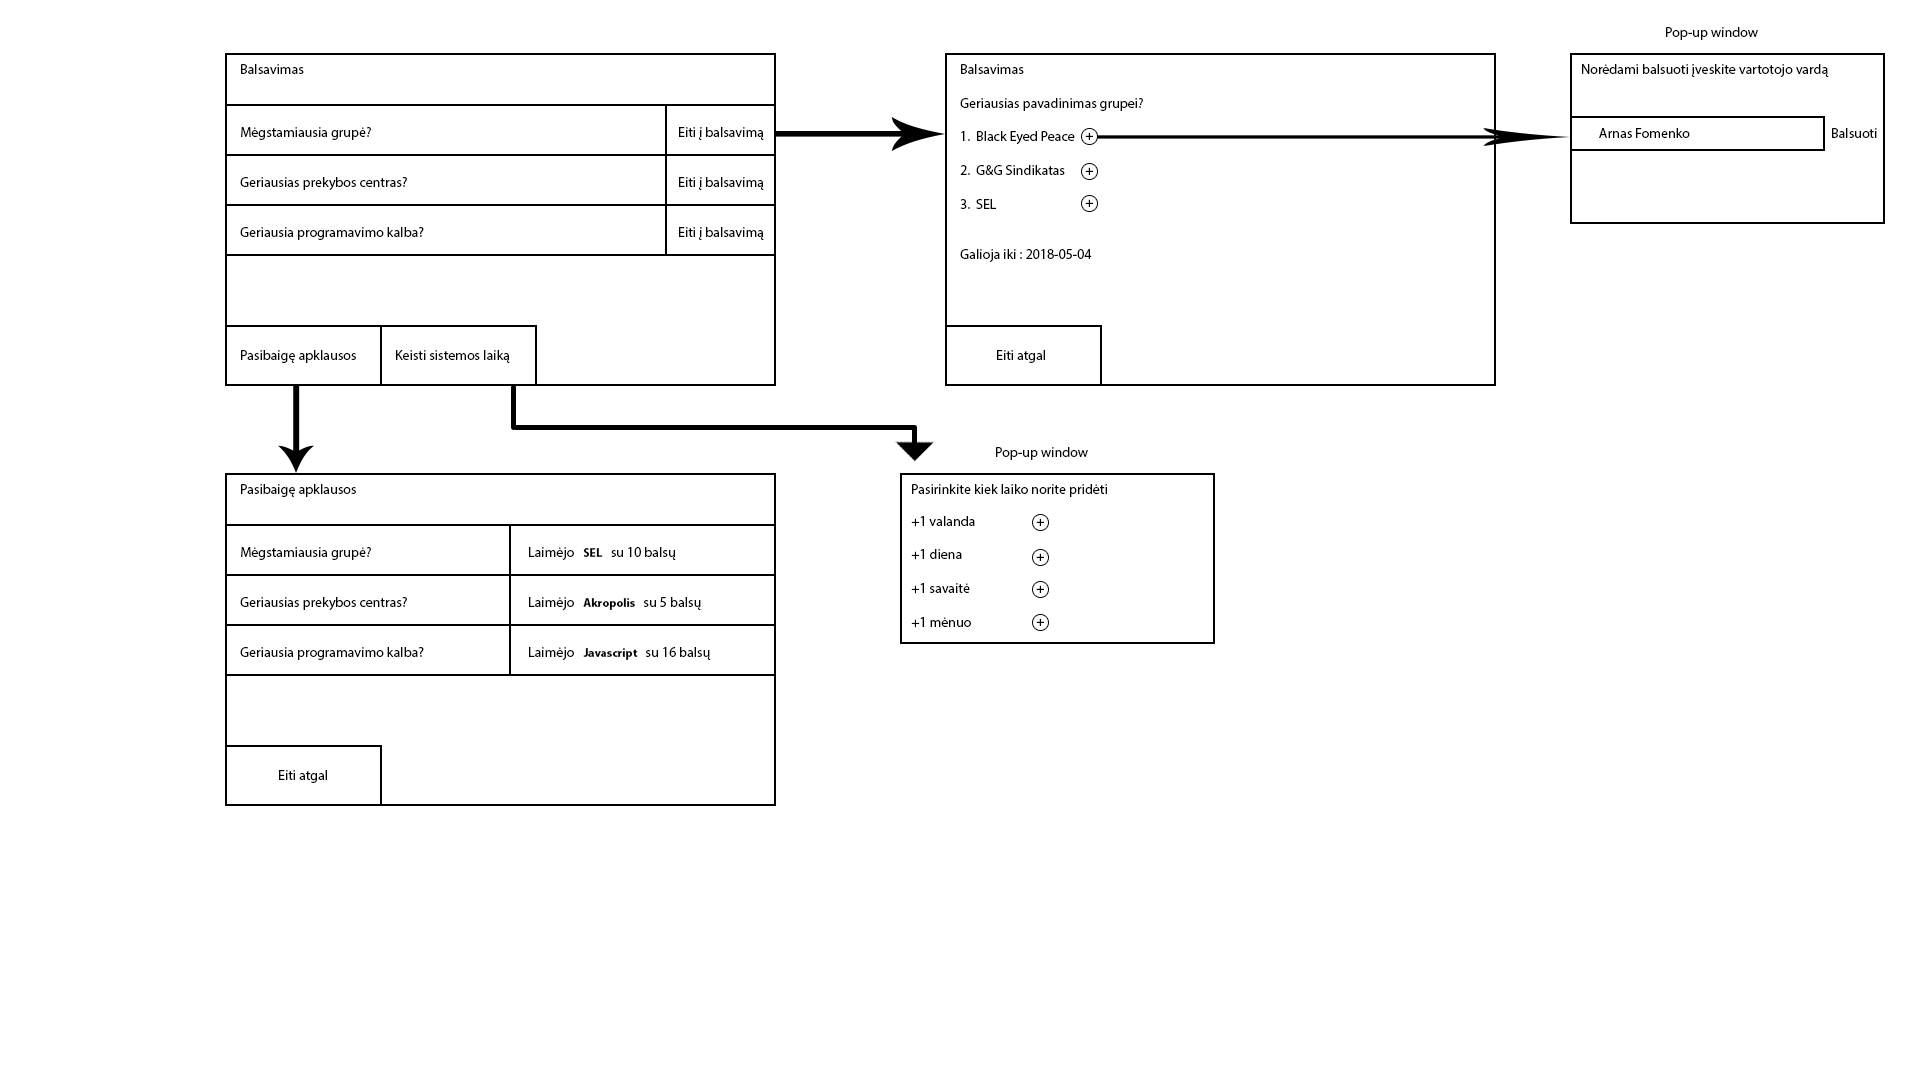 Balsavimas
Mėgstamiausia grupė? Eiti į balsavimą
Geriausias prekybos centras? Eiti į balsavimą
Geriausia programavimo kalba? Eiti į balsavimą
Pasibaigę apklausos Keisti sistemos laiką
Balsavimas
Geriausias pavadinimas grupei?
1. Black Eyed Peace +
2. G&G Sindikatas +
3. SEL +
Galioja iki : 2018-05-04
Eiti atgal
Pop-up window
Norėdami balsuoti įveskite vartotojo vardą
Arnas Fomenko Balsuoti
Pasibaigę apklausos
Mėgstamiausia grupė? Laimėjo SEL su 10 balsų
Geriausias prekybos centras? Laimėjo Akropolis su 5 balsų
Geriausia programavimo kalba? Laimėjo Javascript su 16 balsų
Eiti atgal
Pop-up window
Pasirinkite kiek laiko norite pridėti
+1 valanda +
+1 diena +
+1 savaitė +
+1 mėnuo +